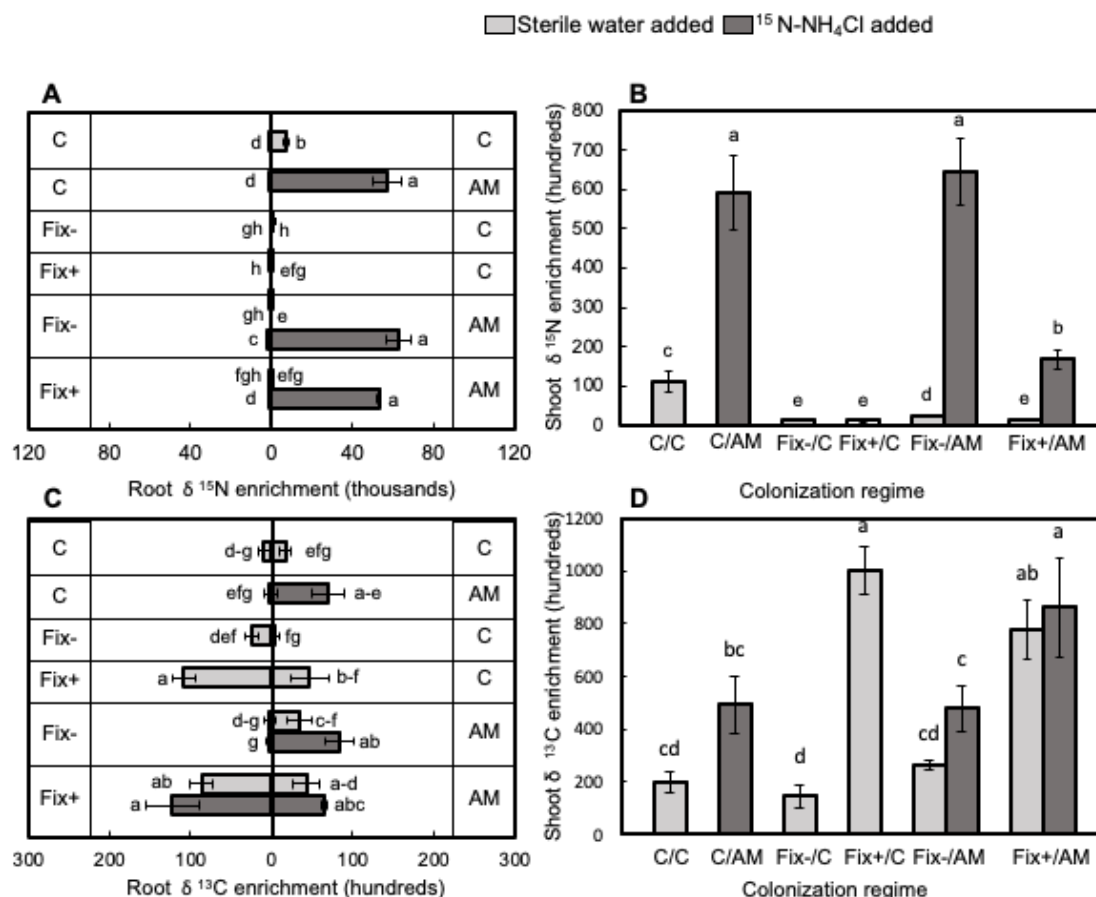 Sterile water added ¹⁵N-NH₄Cl added
A
C d b C
C d a AM
Fix- gh h C
Fix+ h efg C
Fix- gh e AM
c a
Fix+ fgh efg AM
d a
120 80 40 0 40 80 120
Root δ ¹⁵N enrichment (thousands)
B
Shoot δ ¹⁵N enrichment (hundreds)
800
700
600
500
400
300
200
100
0
c a e e d a e b
C/C C/AM Fix-/C Fix+/C Fix-/AM Fix+/AM
Colonization regime
C
C d-g efg C
C efg a-e AM
Fix- def fg C
Fix+ a b-f C
Fix- d-g c-f AM
g ab
Fix+ ab a-d AM
a abc
300 200 100 0 100 200 300
Root δ ¹³C enrichment (hundreds)
D
Shoot δ ¹³C enrichment (hundreds)
1200
1000
800
600
400
200
0
cd bc d a cd c ab a
C/C C/AM Fix-/C Fix+/C Fix-/AM Fix+/AM
Colonization regime